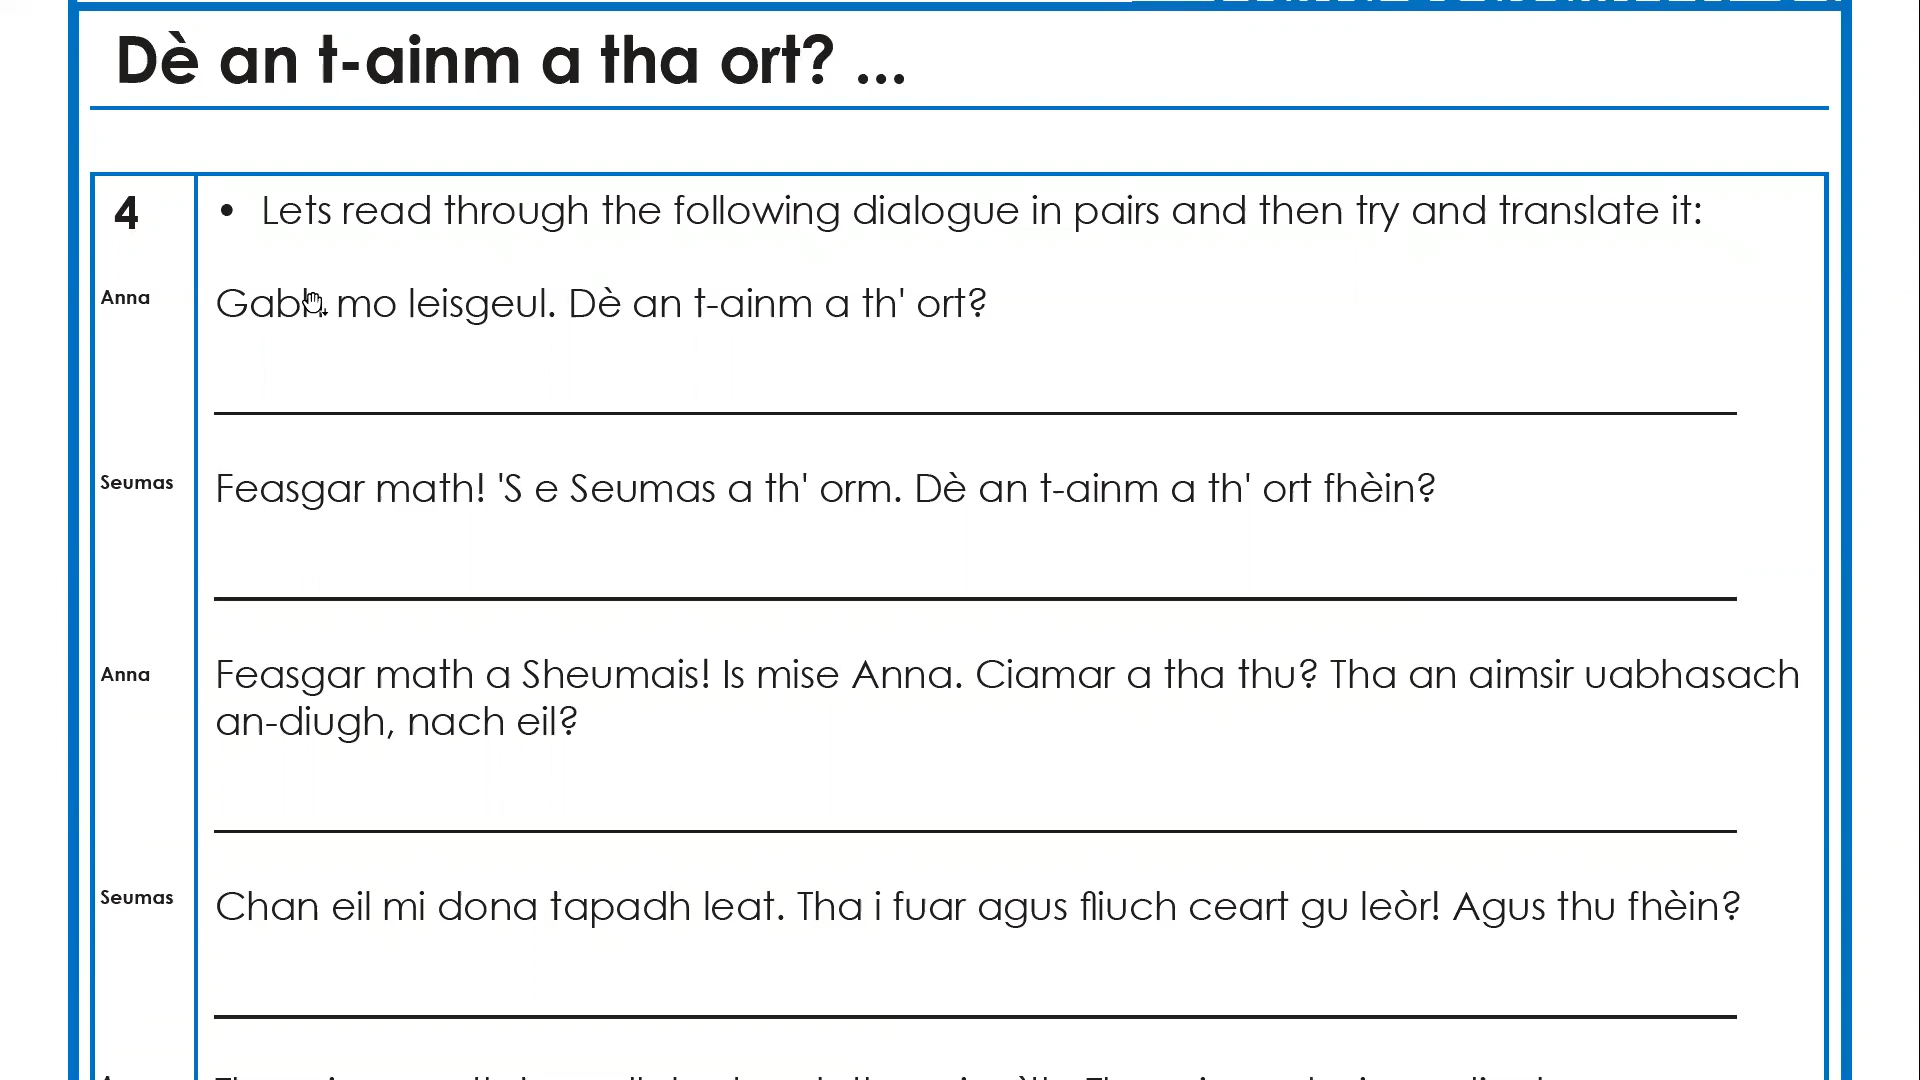 Dè an t-ainm a tha ort? ...
4
• Lets read through the following dialogue in pairs and then try and translate it:
Anna
Gabh mo leisgeul. Dè an t-ainm a th' ort?
Seumas
Feasgar math! 'S e Seumas a th' orm. Dè an t-ainm a th' ort fhèin?
Anna
Feasgar math a Sheumais! Is mise Anna. Ciamar a tha thu? Tha an aimsir uabhasach
an-diugh, nach eil?
Seumas
Chan eil mi dona tapadh leat. Tha i fuar agus fliuch ceart gu leòr! Agus thu fhèin?